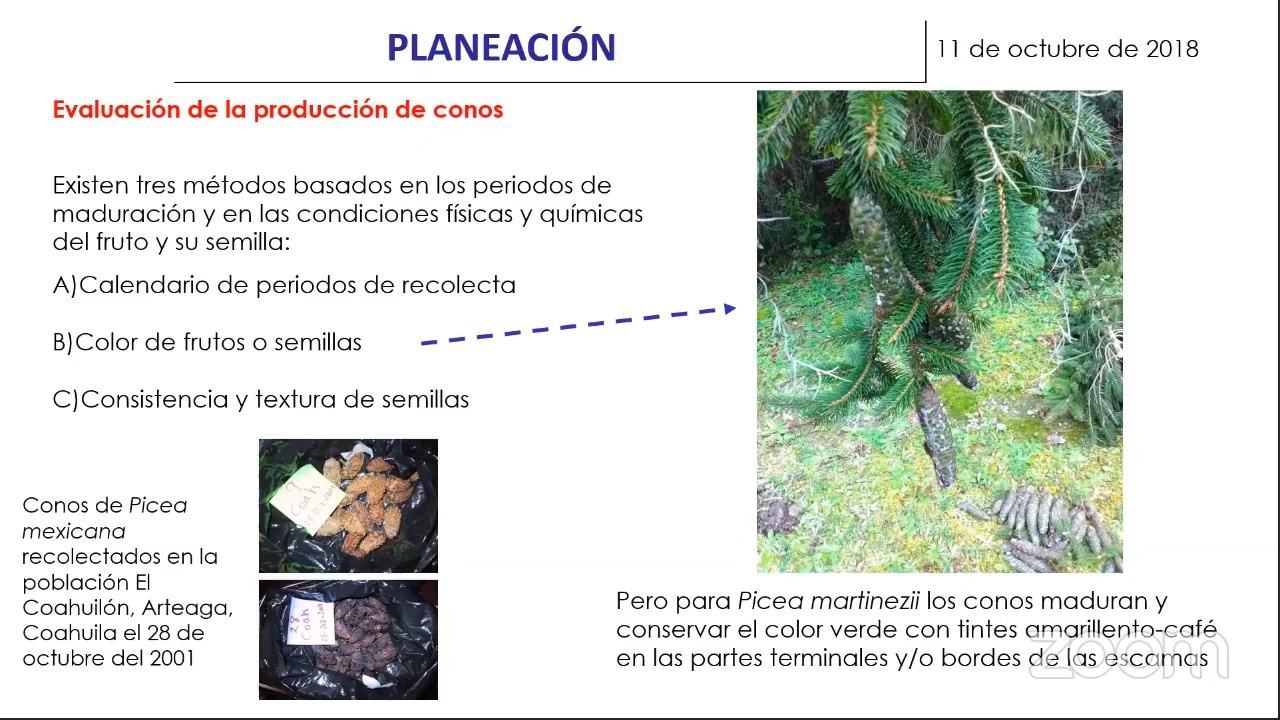 PLANEACIÓN
11 de octubre de 2018
Evaluación de la producción de conos
Existen tres métodos basados en los periodos de
maduración y en las condiciones físicas y químicas
del fruto y su semilla:
A)Calendario de periodos de recolecta
B)Color de frutos o semillas
C)Consistencia y textura de semillas
Conos de Picea
mexicana
recolectados en la
población El
Coahuilón, Arteaga,
Coahuila el 28 de
octubre del 2001
9
Coah
28
Coah
Pero para Picea martinezii los conos maduran y
conservar el color verde con tintes amarillento-café
en las partes terminales y/o bordes de las escamas
zoom